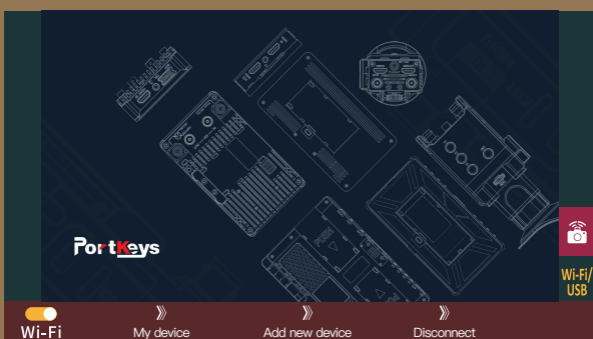 PortKeys
Wi-Fi/
USB
Wi-Fi
My device
Add new device
Disconnect